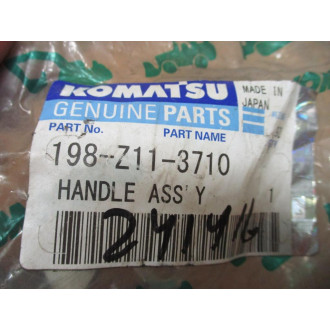 KOMATSU
GENUINE PARTS
MADE IN
JAPAN
PART No. PART NAME
198-Z11-3710
HANDLE ASS'Y 1